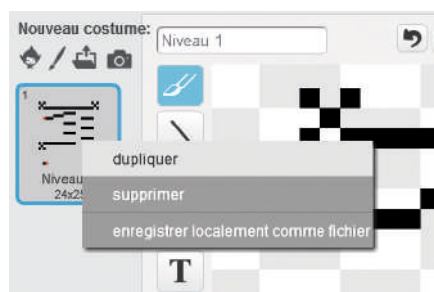 Nouveau costume:
Niveau 1
1
dupliquer
Niveau
24x25
supprimer
enregistrer localement comme fichier
T